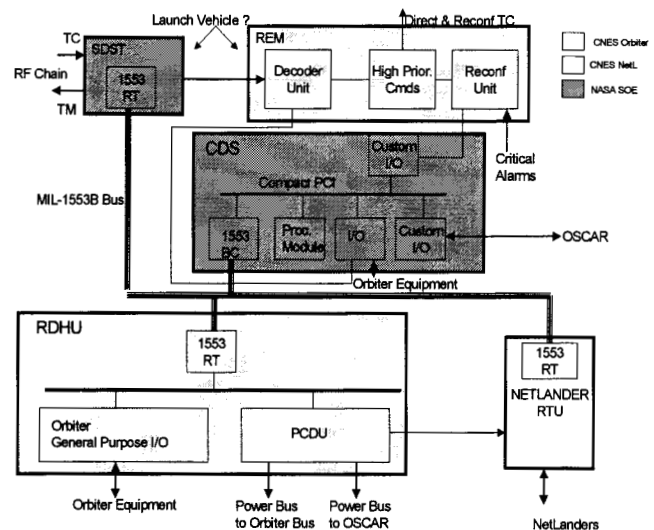 Launch Vehicle ?
Direct & Reconf TC
TC
SDST
REM
CNES Orbiter
RF Chain
1553
RT
Decoder
Unit
High Prior.
Cmds
Reconf
Unit
CNES NetL
NASA SOE
TM
CDS
Custom
I/O
Critical
Alarms
Compact PCI
MIL-1553B Bus
1553
BC
Proc.
Module
I/O
Custom
I/O
OSCAR
Orbiter Equipment
RDHU
1553
RT
1553
RT
NETLANDER
RTU
Orbiter
General Purpose I/O
PCDU
Orbiter Equipment
Power Bus
to Orbiter Bus
Power Bus
to OSCAR
NetLanders